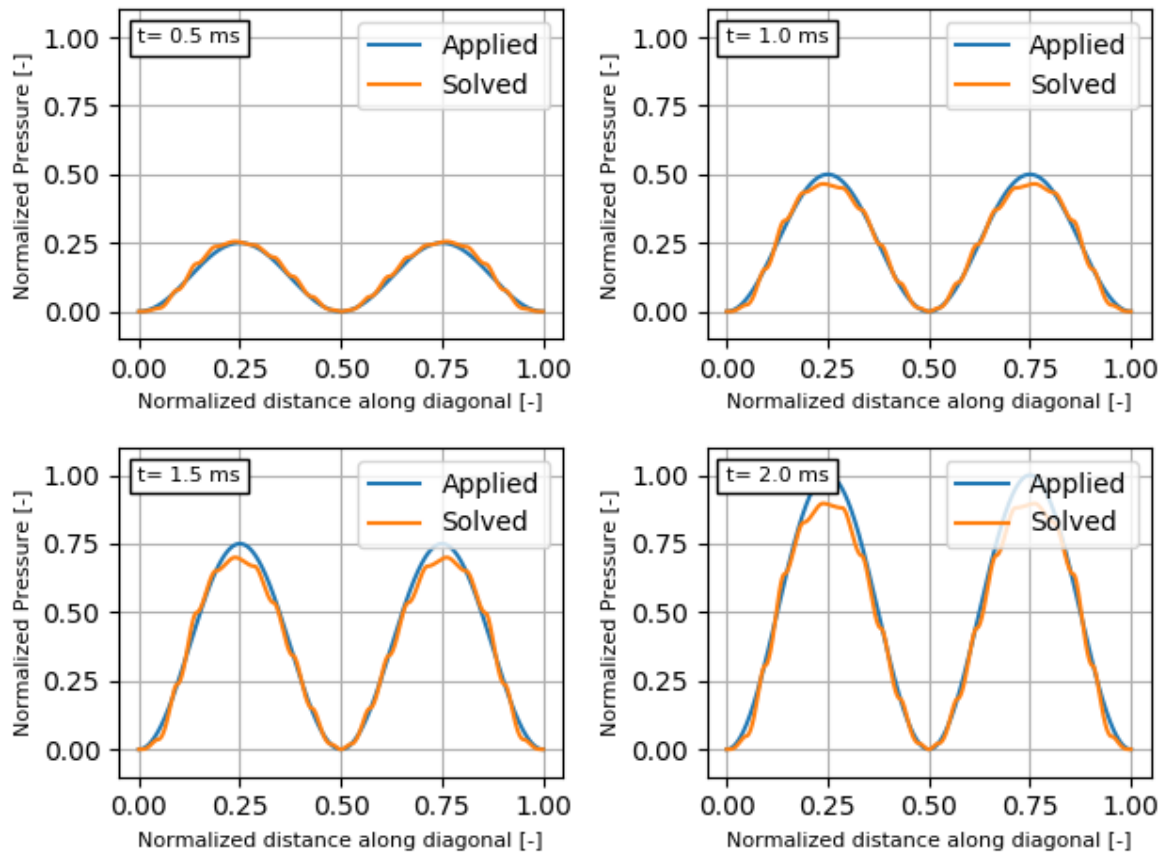 t= 0.5 ms
Applied
Solved
Normalized Pressure [-]
1.00
0.75
0.50
0.25
0.00
0.00 0.25 0.50 0.75 1.00
Normalized distance along diagonal [-]
t= 1.0 ms
Applied
Solved
Normalized Pressure [-]
1.00
0.75
0.50
0.25
0.00
0.00 0.25 0.50 0.75 1.00
Normalized distance along diagonal [-]
t= 1.5 ms
Applied
Solved
Normalized Pressure [-]
1.00
0.75
0.50
0.25
0.00
0.00 0.25 0.50 0.75 1.00
Normalized distance along diagonal [-]
t= 2.0 ms
Applied
Solved
Normalized Pressure [-]
1.00
0.75
0.50
0.25
0.00
0.00 0.25 0.50 0.75 1.00
Normalized distance along diagonal [-]